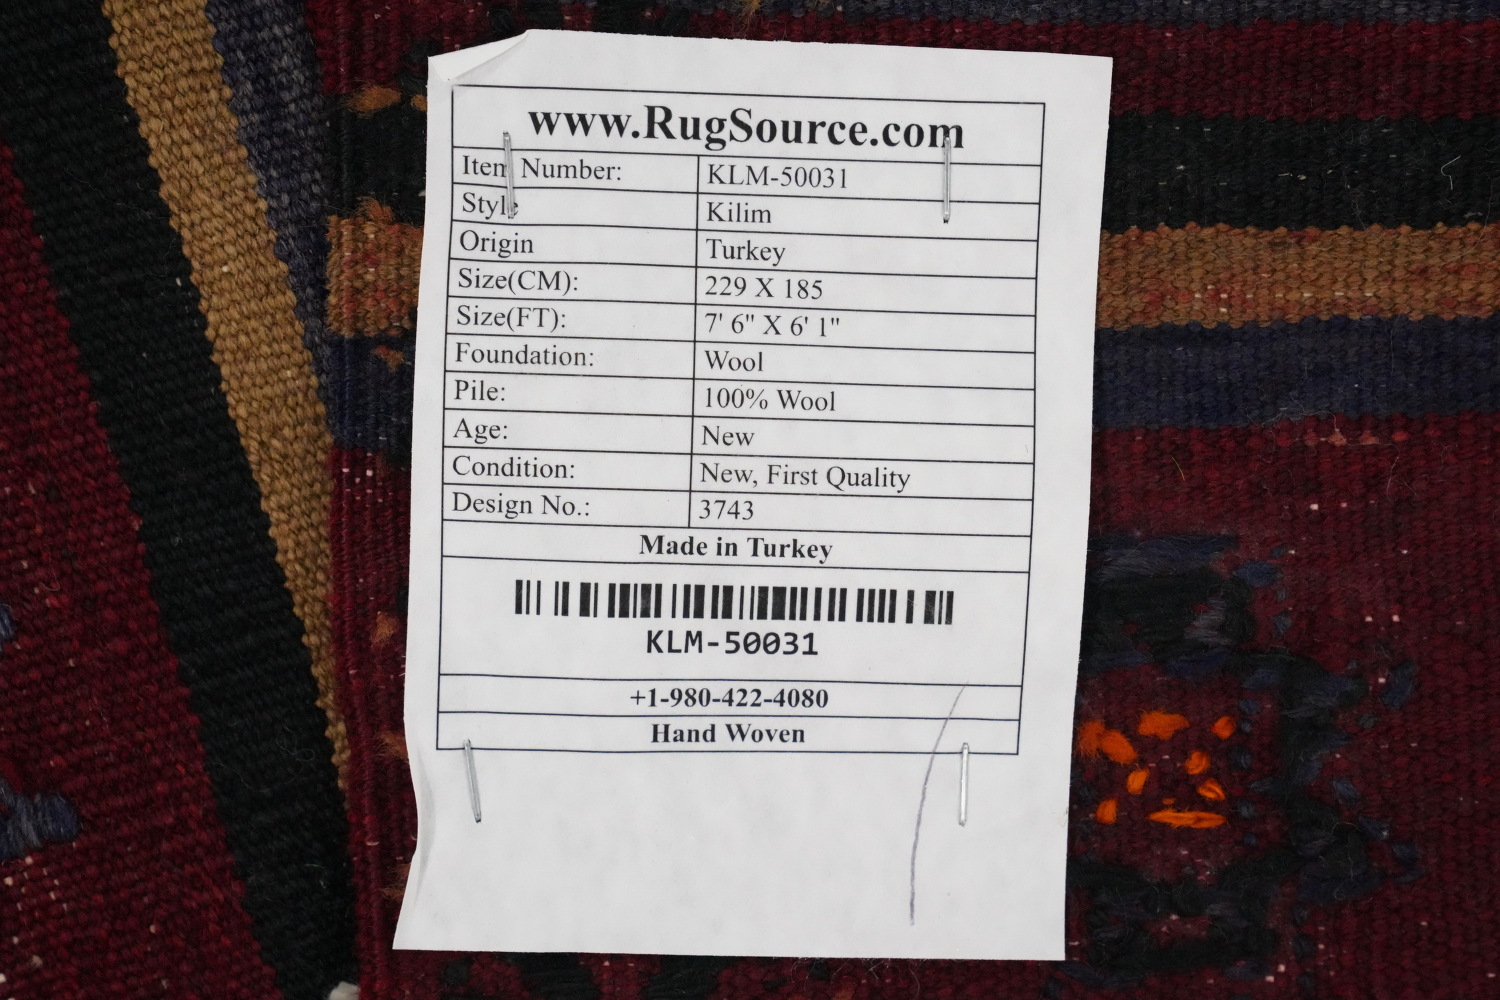 www.RugSource.com
Item Number: KLM-50031
Style Kilim
Origin Turkey
Size(CM): 229 X 185
Size(FT): 7' 6" X 6' 1"
Foundation: Wool
Pile: 100% Wool
Age: New
Condition: New, First Quality
Design No.: 3743
Made in Turkey
KLM-50031
+1-980-422-4080
Hand Woven